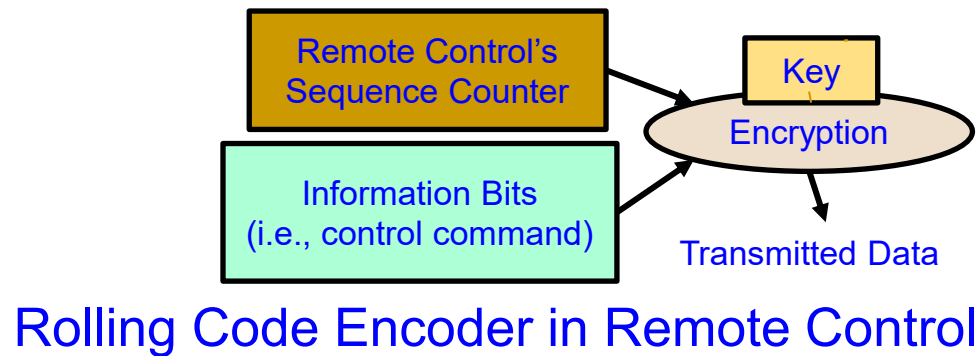 Remote Control’s
Sequence Counter
Key
Encryption
Information Bits
(i.e., control command)
Transmitted Data
Rolling Code Encoder in Remote Control